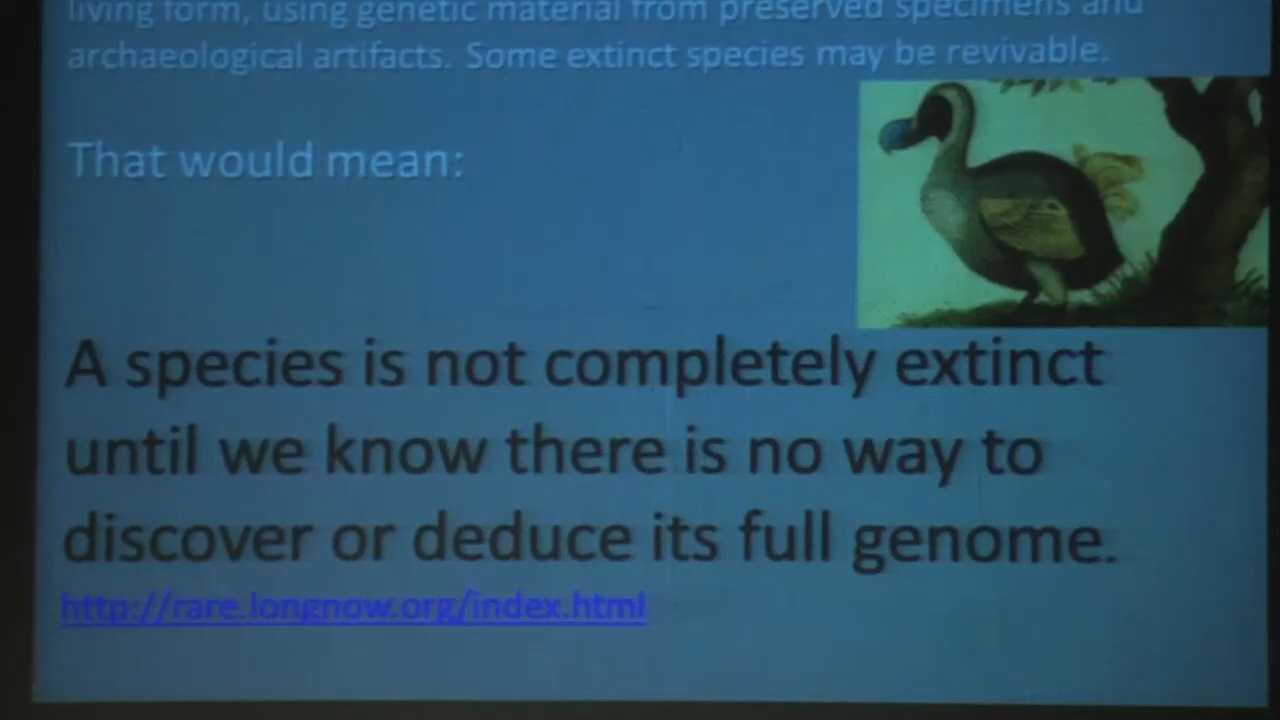 living form, using genetic material from preserved specimens and
archaeological artifacts. Some extinct species may be revivable.
That would mean:
A species is not completely extinct
until we know there is no way to
discover or deduce its full genome.
http://rare.longnow.org/index.html